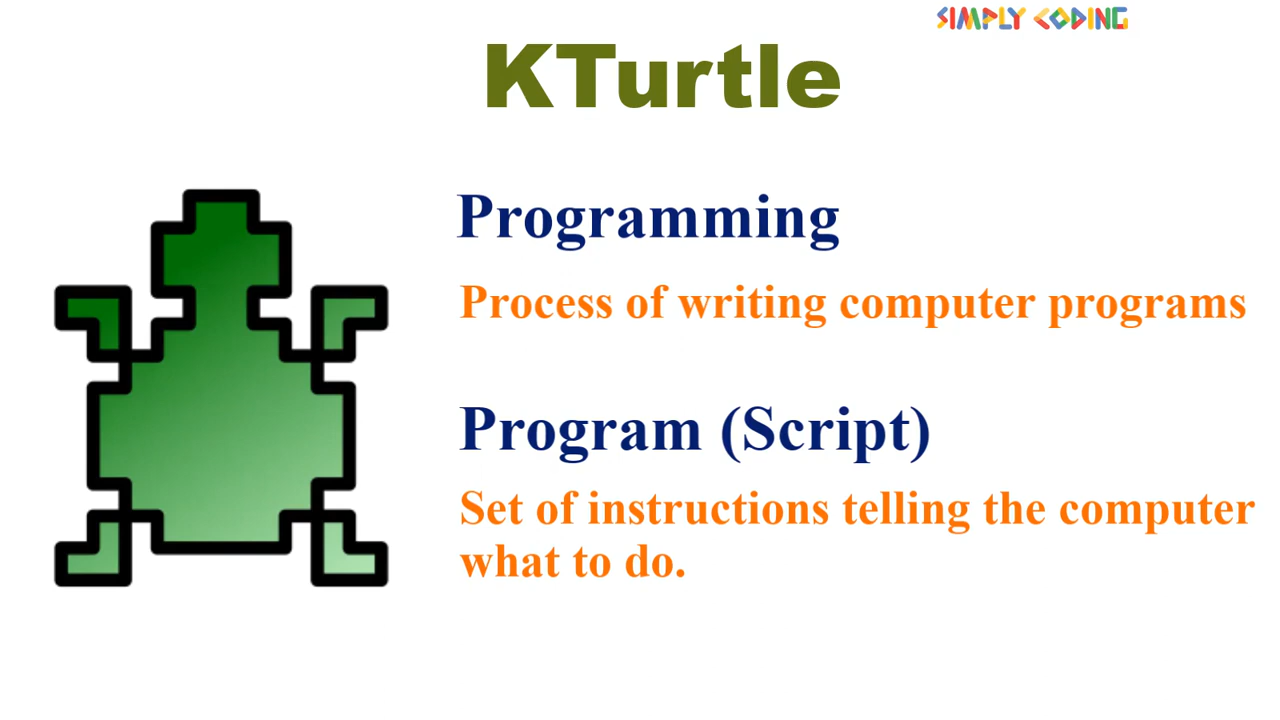 SIMPLY CODING
KTurtle
Programming
Process of writing computer programs
Program (Script)
Set of instructions telling the computer
what to do.